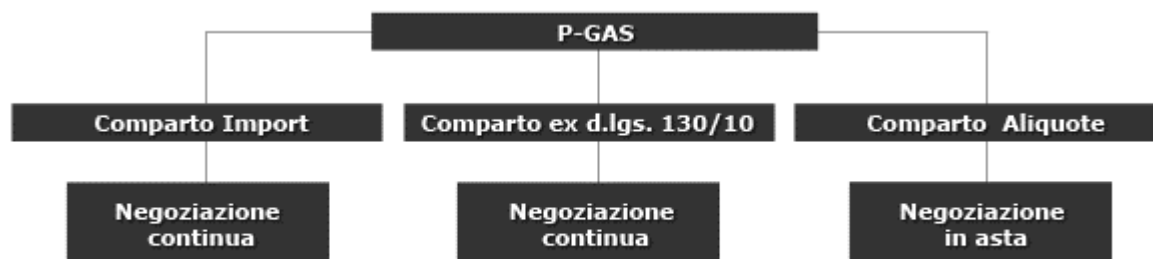 P-GAS
Comparto Import
Comparto ex d.lgs. 130/10
Comparto Aliquote
Negoziazione
continua
Negoziazione
continua
Negoziazione
in asta